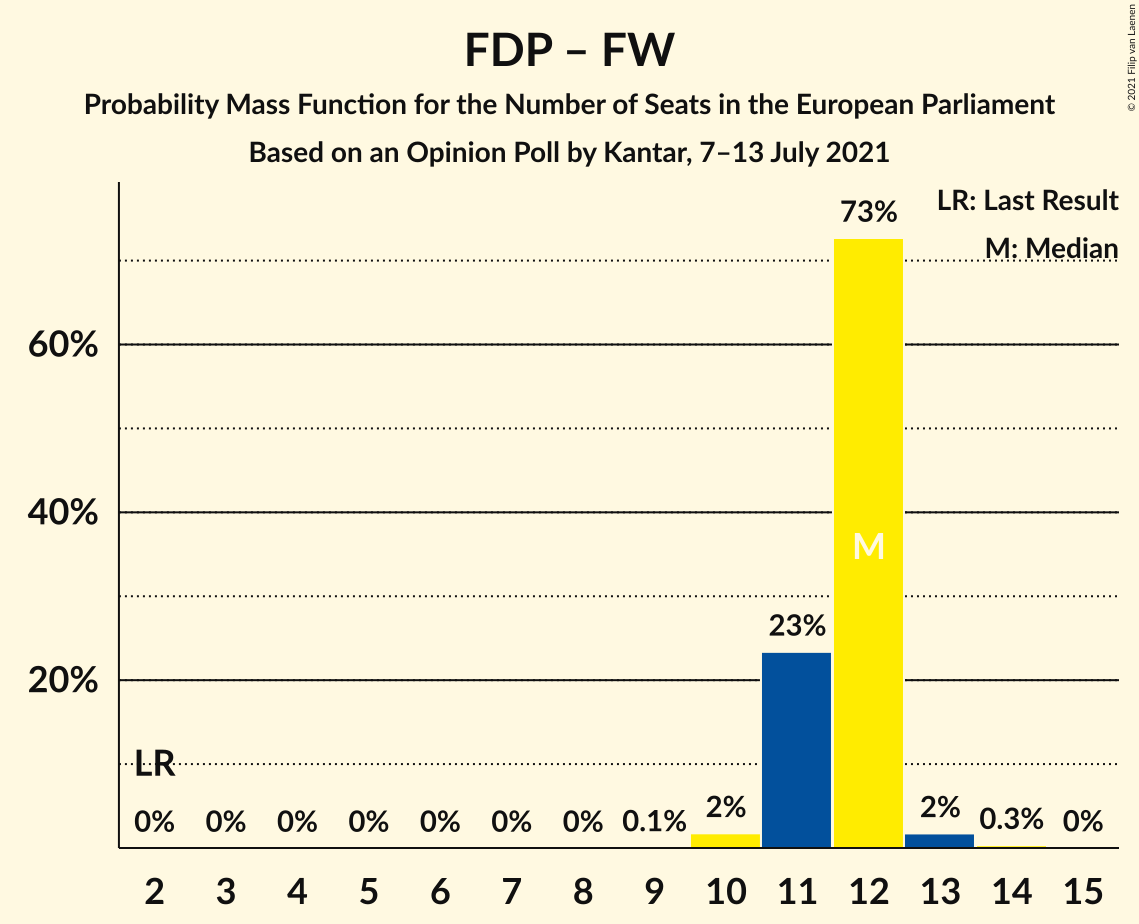 FDP – FW
Probability Mass Function for the Number of Seats in the European Parliament
Based on an Opinion Poll by Kantar, 7–13 July 2021
© 2021 Filip van Laenen
LR: Last Result
M: Median
73%
60%
40%
M
23%
20%
LR
0% 0% 0% 0% 0% 0% 0% 0.1% 2% 2% 0.3% 0%
2 3 4 5 6 7 8 9 10 11 12 13 14 15